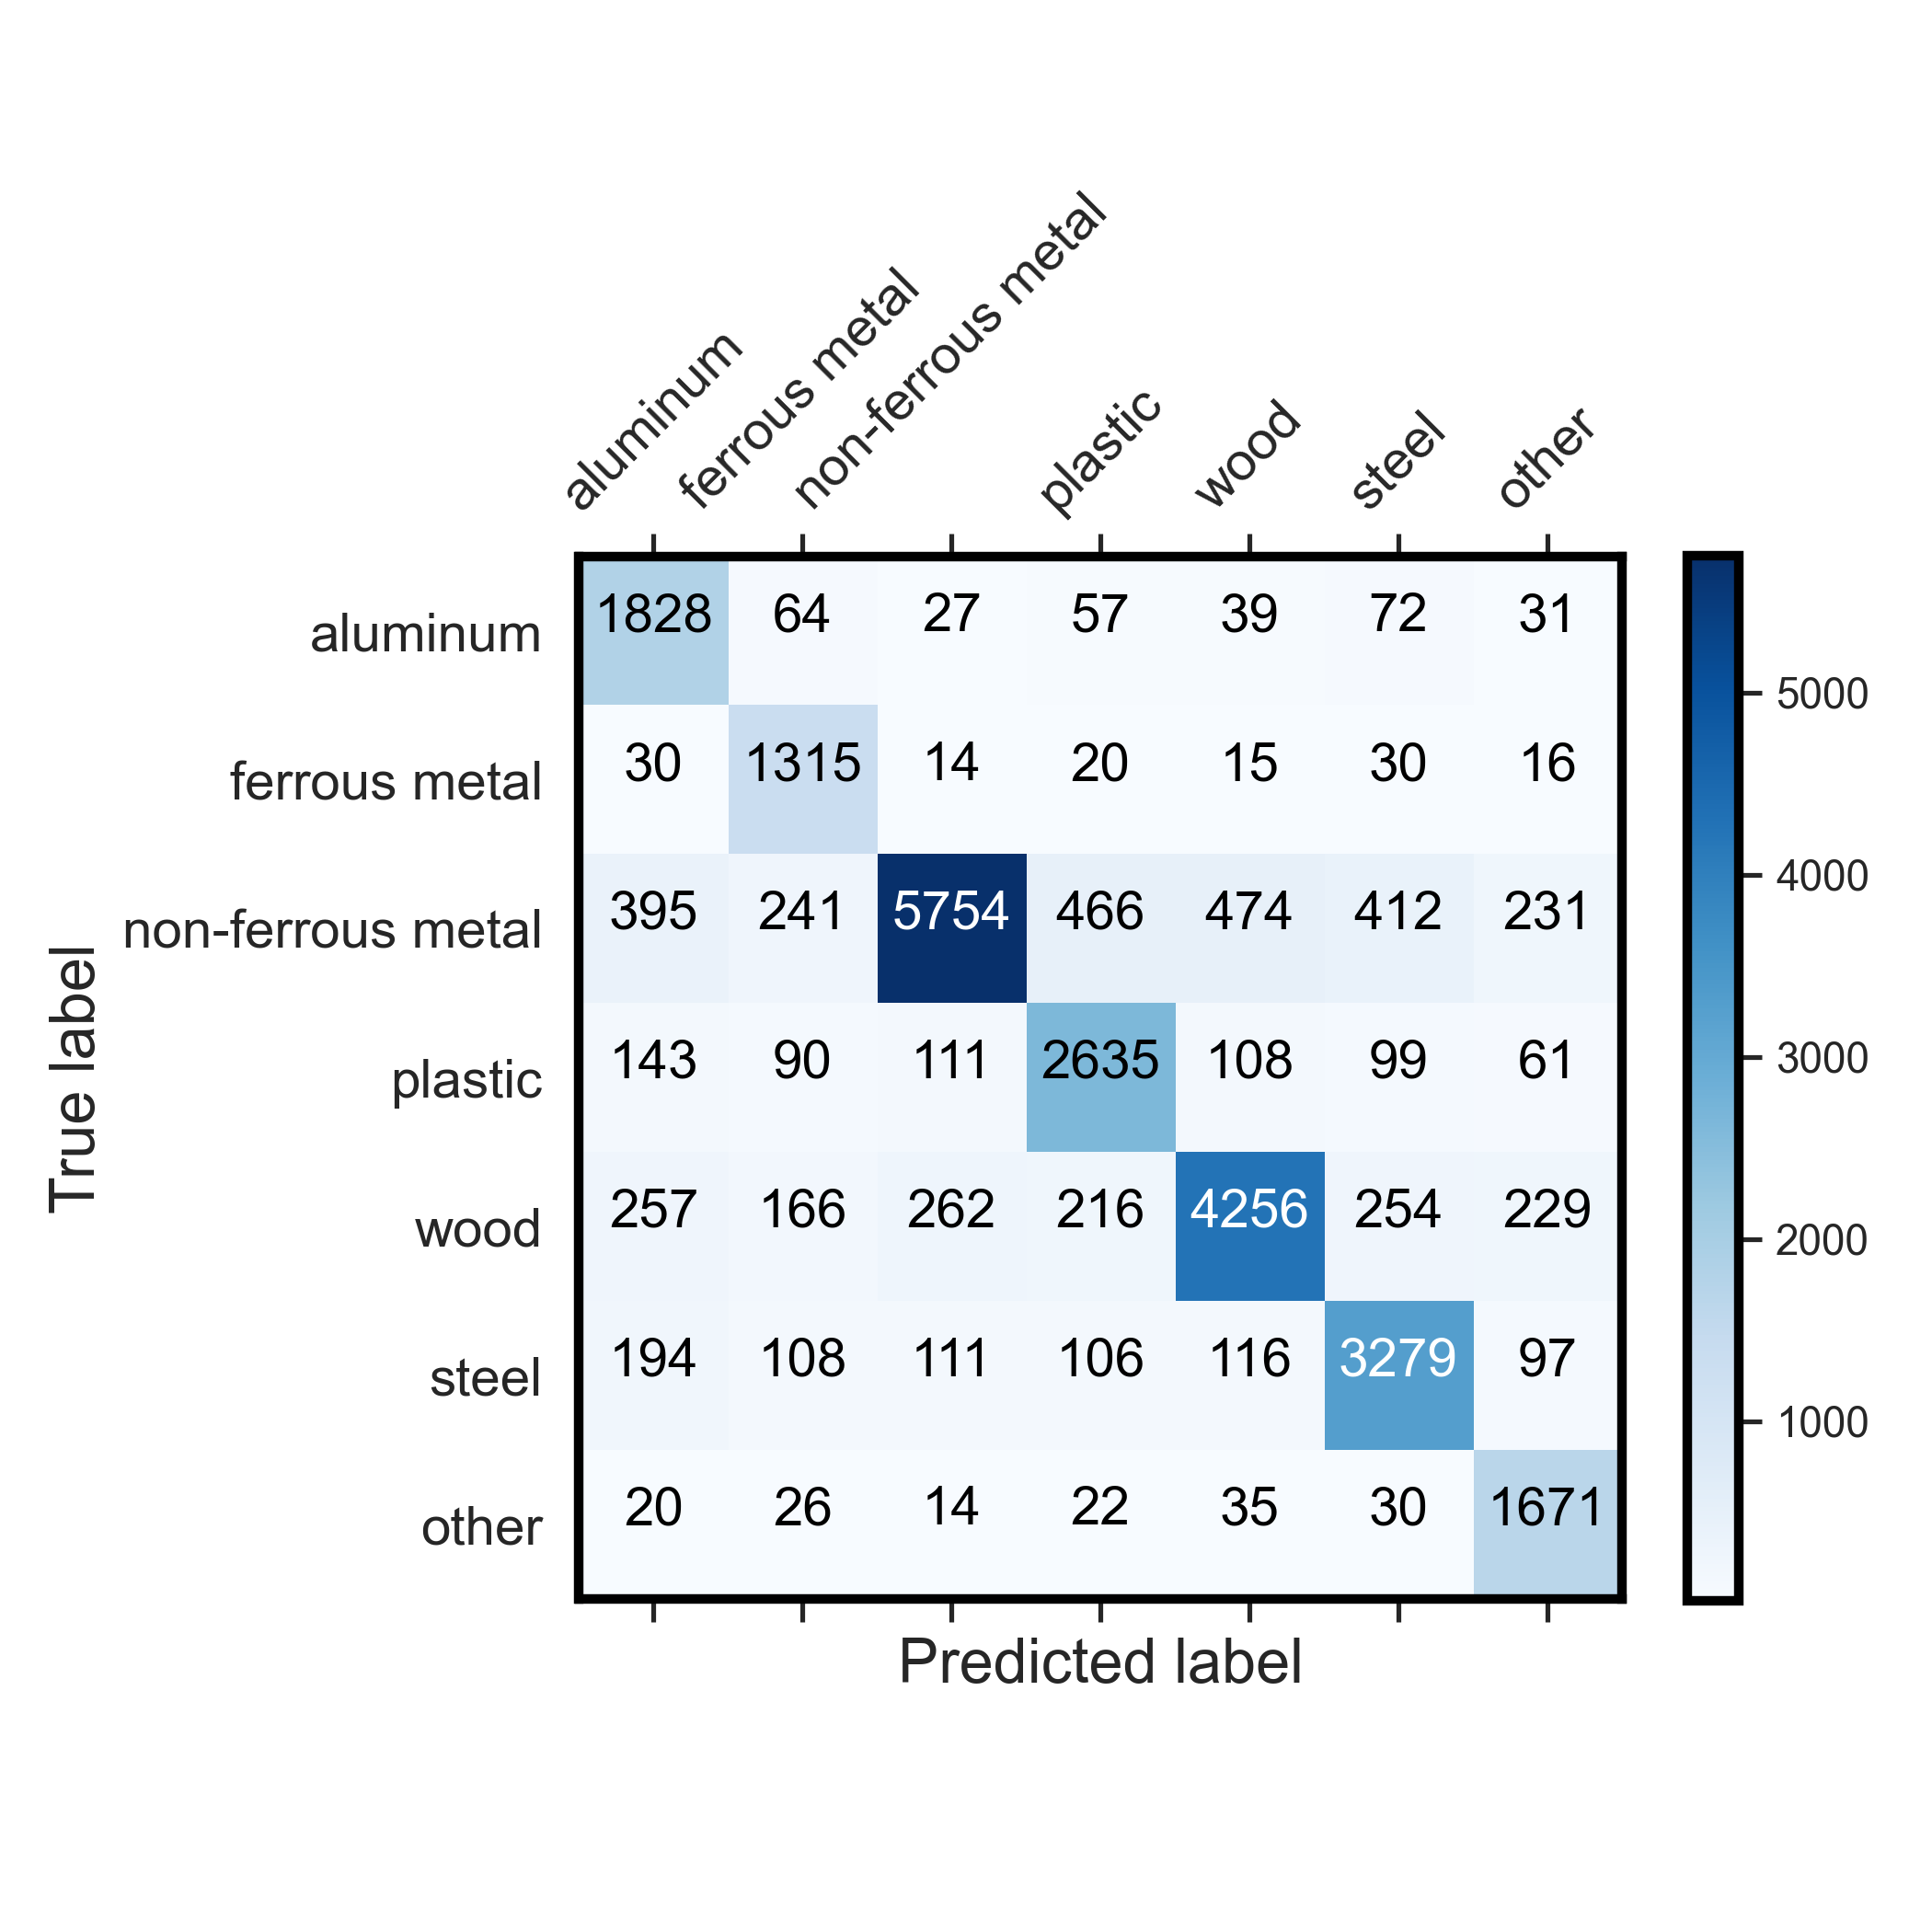 aluminum
ferrous metal
non-ferrous metal
plastic
wood
steel
other
aluminum 1828 64 27 57 39 72 31
ferrous metal 30 1315 14 20 15 30 16
non-ferrous metal 395 241 5754 466 474 412 231
plastic 143 90 111 2635 108 99 61
wood 257 166 262 216 4256 254 229
steel 194 108 111 106 116 3279 97
other 20 26 14 22 35 30 1671
True label
Predicted label
5000
4000
3000
2000
1000